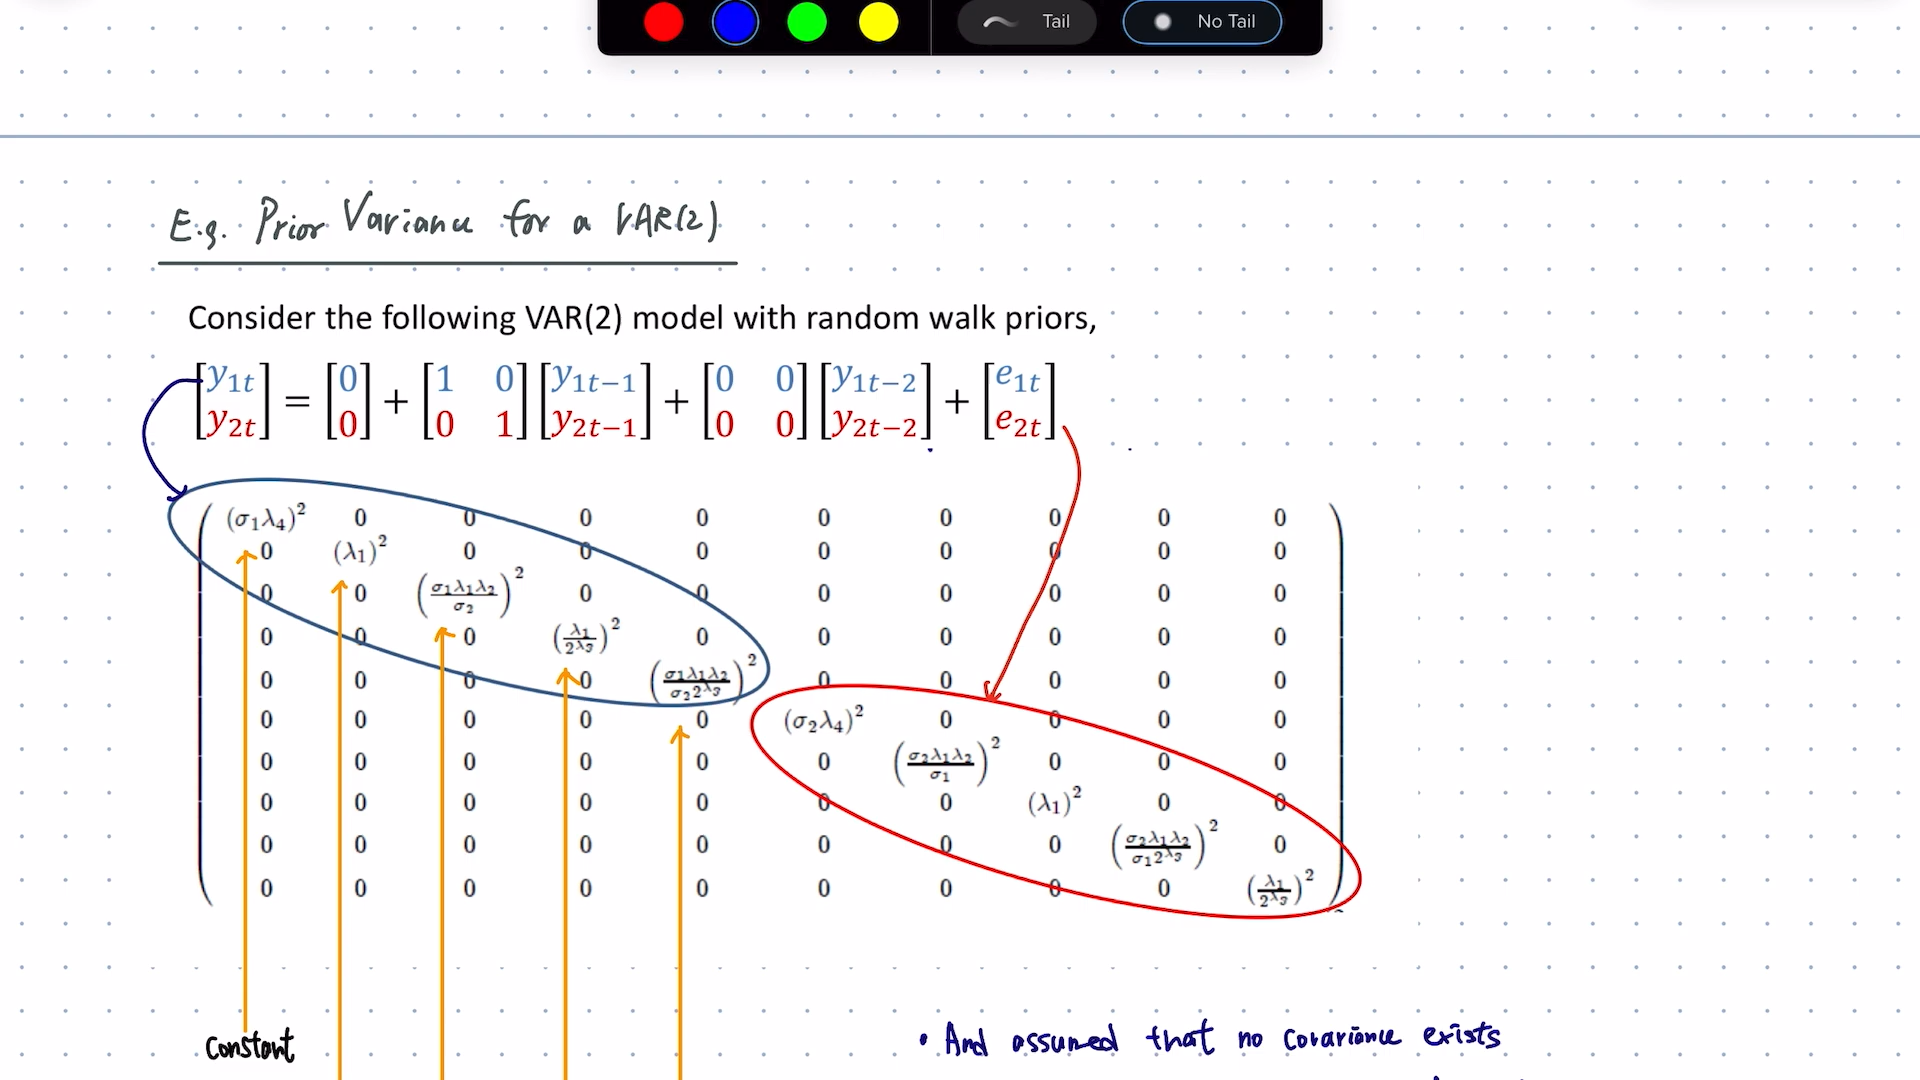 Tail No Tail
E.g. Prior Variance for a VAR(2)
Consider the following VAR(2) model with random walk priors,
[y₁t; y₂t] = [0; 0] + [1 0; 0 1] [y₁t−1; y₂t−1] + [0 0; 0 0] [y₁t−2; y₂t−2] + [e₁t; e₂t]
(σ₁λ₄)² 0 0 0 0 0 0 0 0 0
0 (λ₁)² 0 0 0 0 0 0 0 0
0 0 (σ₁λ₁λ₂/σ₂)² 0 0 0 0 0 0 0
0 0 0 (λ₁/2^λ₃)² 0 0 0 0 0 0
0 0 0 0 (σ₁λ₁λ₂/σ₂2^λ₃)² 0 0 0 0 0
0 0 0 0 0 (σ₂λ₄)² 0 0 0 0
0 0 0 0 0 0 (σ₂λ₁λ₂/σ₁)² 0 0 0
0 0 0 0 0 0 0 (λ₁)² 0 0
0 0 0 0 0 0 0 0 (σ₂λ₁λ₂/σ₁2^λ₃)² 0
0 0 0 0 0 0 0 0 0 (λ₁/2^λ₃)²
constant
• And assumed that no covariance exists